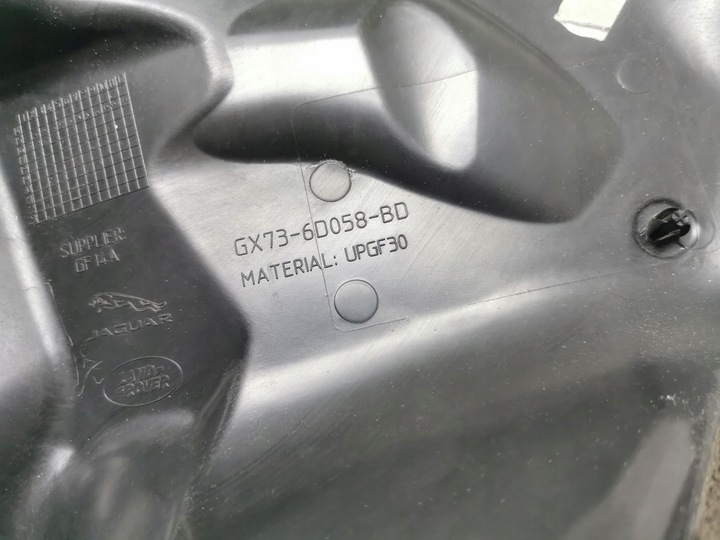 GX73-6D058-BD
MATERIAL: UPGF30
SUPPLIER:
GF14A
JAGUAR
LAND
ROVER